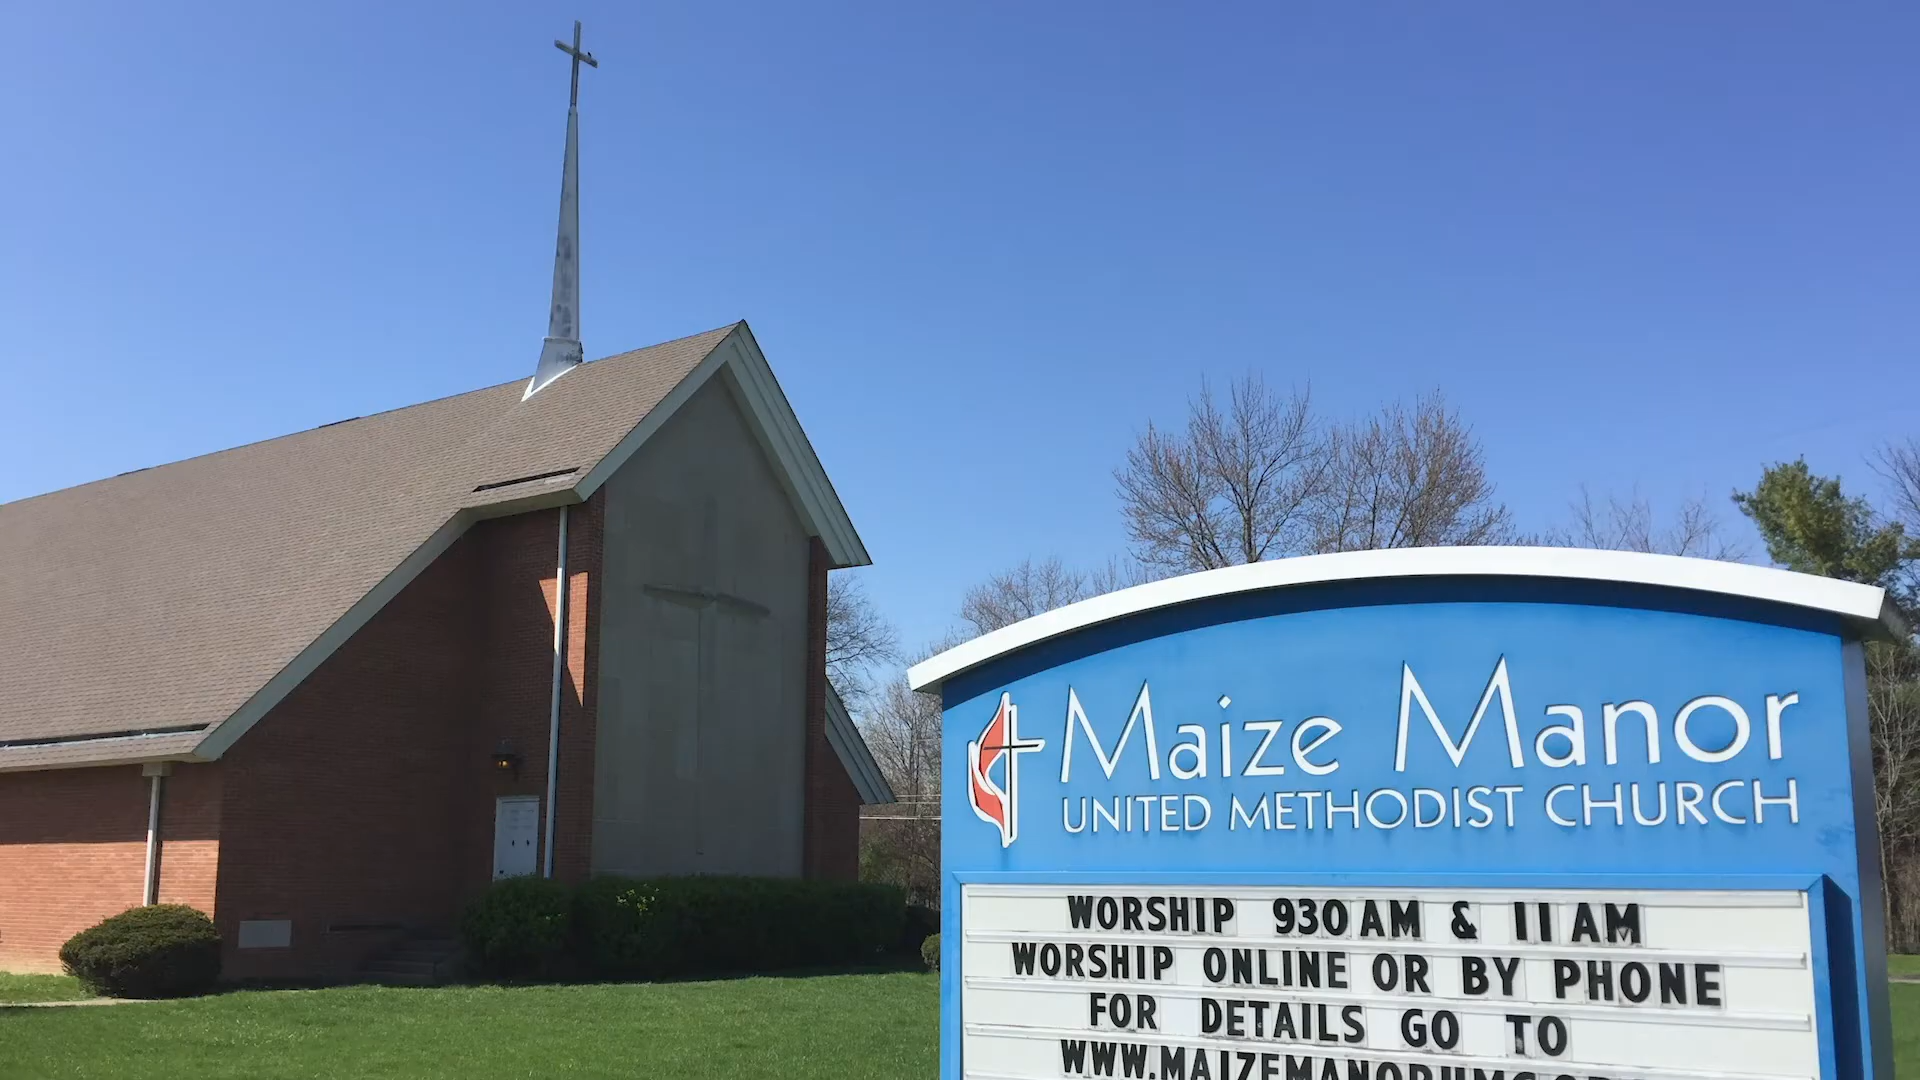 Maize Manor
UNITED METHODIST CHURCH
WORSHIP 930 AM & 11 AM
WORSHIP ONLINE OR BY PHONE
FOR DETAILS GO TO